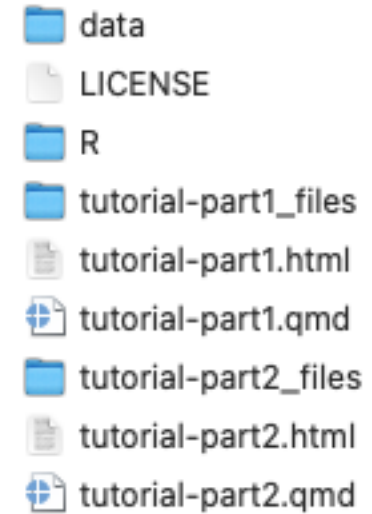 data
LICENSE
R
tutorial-part1_files
tutorial-part1.html
tutorial-part1.qmd
tutorial-part2_files
tutorial-part2.html
tutorial-part2.qmd